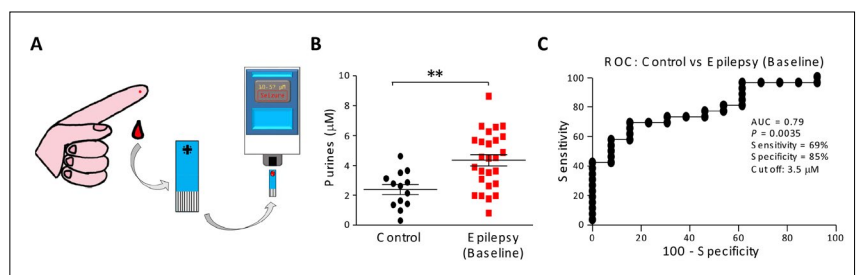 A
B
C
10.37 µM
**
Purines (µM)
10
8
6
4
2
0
Control
Epilepsy
(Baseline)
ROC: Control vs Epilepsy (Baseline)
Sensitivity
100
80
60
40
20
0
AUC = 0.79
P = 0.0035
Sensitivity = 69%
Specificity = 85%
Cut off: 3.5 µM
0
20
40
60
80
100
100 - Specificity